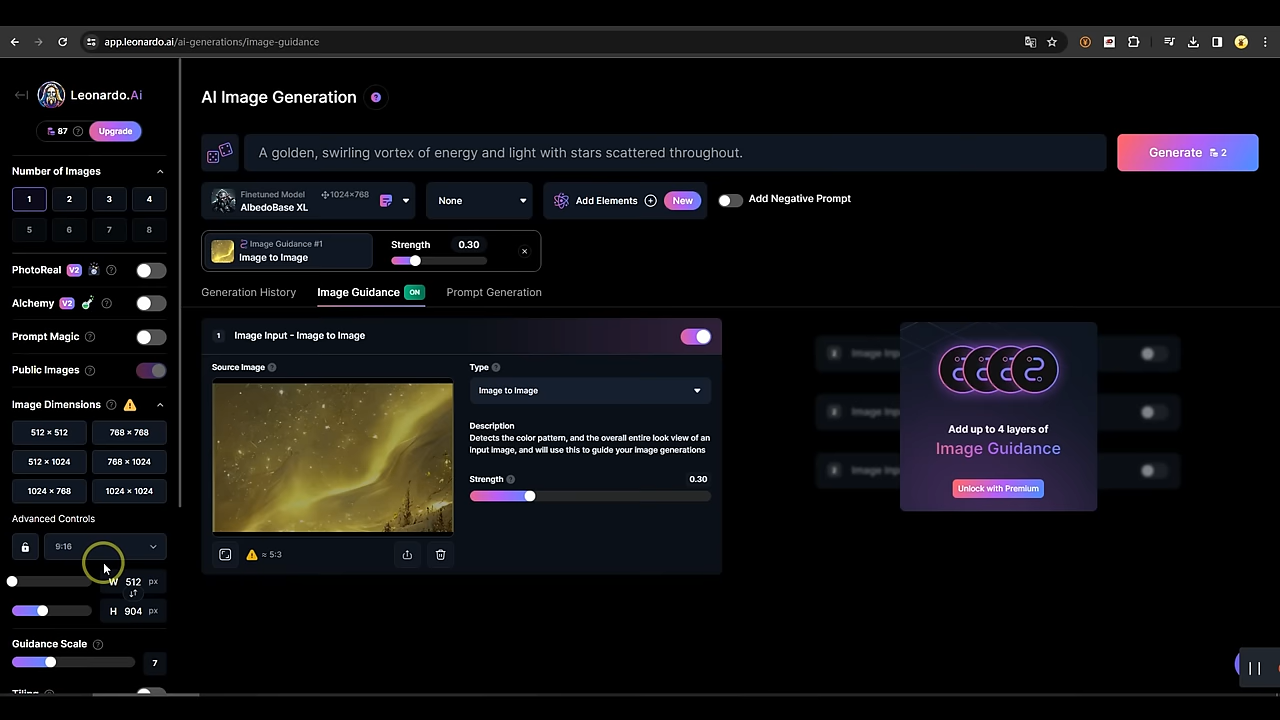 app.leonardo.ai/ai-generations/image-guidance
Leonardo.Ai
87
Upgrade
Number of Images
1 2 3 4
5 6 7 8
PhotoReal V2
Alchemy V2
Prompt Magic
Public Images
Image Dimensions
512 × 512 768 × 768
512 × 1024 768 × 1024
1024 × 768 1024 × 1024
Advanced Controls
9:16
W 512 px
H 904 px
Guidance Scale
7
Tiling
AI Image Generation
A golden, swirling vortex of energy and light with stars scattered throughout.
Generate 2
Finetuned Model 1024×768
AlbedoBase XL
None
Add Elements
New
Add Negative Prompt
Image Guidance #1
Image to Image
Strength 0.30
Generation History
Image Guidance ON
Prompt Generation
1 Image Input - Image to Image
Source Image
≈ 5:3
Type
Image to Image
Description
Detects the color pattern, and the overall entire look view of an
input image, and will use this to guide your image generations
Strength 0.30
2 Image Inp
Add up to 4 layers of
Image Guidance
Unlock with Premium